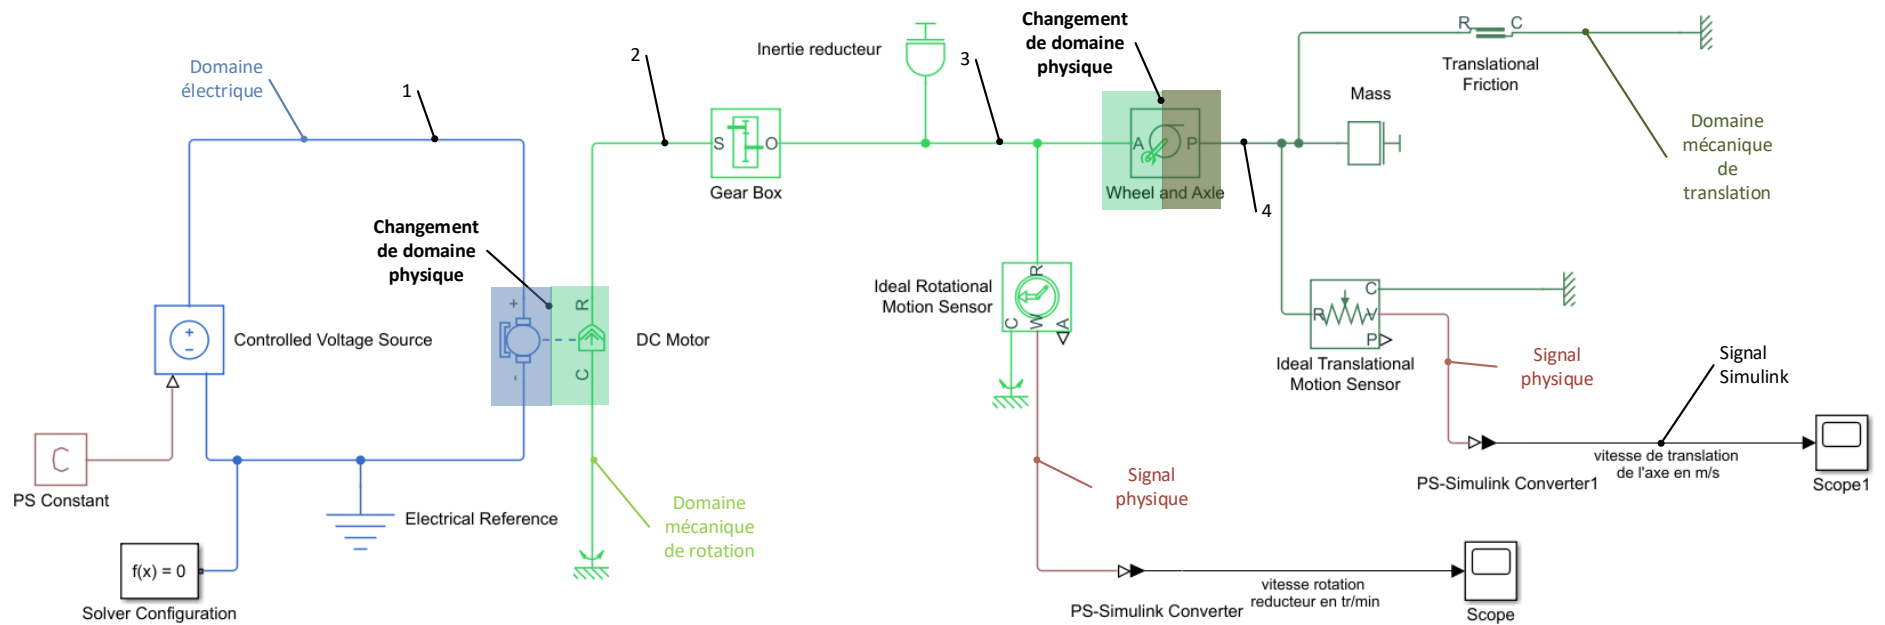 Changement
de domaine
physique
R
C
Translational
Friction
Inertie reducteur
2
3
Domaine
électrique
1
Mass
Domaine
mécanique
de
translation
S
O
Gear Box
A
P
Wheel and Axle
4
Changement
de domaine
physique
Controlled Voltage Source
+
-
+
-
R
C
DC Motor
Ideal Rotational
Motion Sensor
R
C
W
A
R
C
V
P
Ideal Translational
Motion Sensor
Signal
physique
Signal
Simulink
C
PS Constant
Electrical Reference
f(x) = 0
Solver Configuration
Domaine
mécanique
de rotation
Signal
physique
PS-Simulink Converter1
vitesse de translation
de l'axe en m/s
Scope1
PS-Simulink Converter
vitesse rotation
reducteur en tr/min
Scope